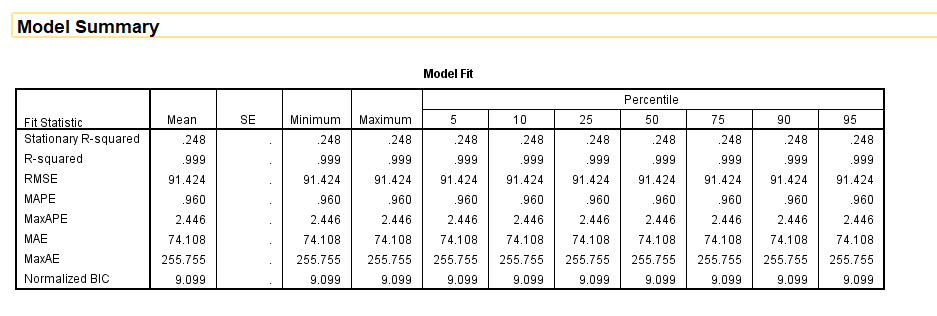 Model Summary
Model Fit
Percentile
Fit Statistic Mean SE Minimum Maximum 5 10 25 50 75 90 95
Stationary R-squared .248 . .248 .248 .248 .248 .248 .248 .248 .248 .248
R-squared .999 . .999 .999 .999 .999 .999 .999 .999 .999 .999
RMSE 91.424 . 91.424 91.424 91.424 91.424 91.424 91.424 91.424 91.424 91.424
MAPE .960 . .960 .960 .960 .960 .960 .960 .960 .960 .960
MaxAPE 2.446 . 2.446 2.446 2.446 2.446 2.446 2.446 2.446 2.446 2.446
MAE 74.108 . 74.108 74.108 74.108 74.108 74.108 74.108 74.108 74.108 74.108
MaxAE 255.755 . 255.755 255.755 255.755 255.755 255.755 255.755 255.755 255.755 255.755
Normalized BIC 9.099 . 9.099 9.099 9.099 9.099 9.099 9.099 9.099 9.099 9.099